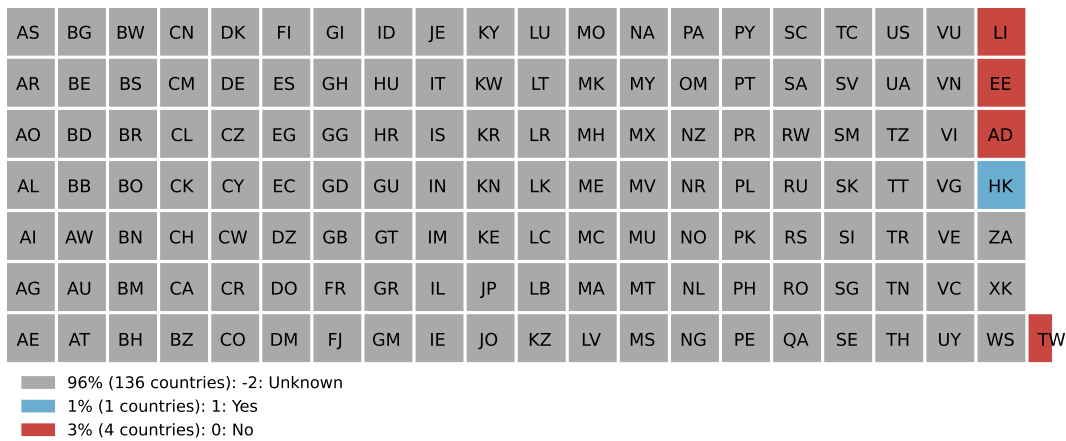 AS BG BW CN DK FI GI ID JE KY LU MO NA PA PY SC TC US VU LI
AR BE BS CM DE ES GH HU IT KW LT MK MY OM PT SA SV UA VN EE
AO BD BR CL CZ EG GG HR IS KR LR MH MX NZ PR RW SM TZ VI AD
AL BB BO CK CY EC GD GU IN KN LK ME MV NR PL RU SK TT VG HK
AI AW BN CH CW DZ GB GT IM KE LC MC MU NO PK RS SI TR VE ZA
AG AU BM CA CR DO FR GR IL JP LB MA MT NL PH RO SG TN VC XK
AE AT BH BZ CO DM FJ GM IE JO KZ LV MS NG PE QA SE TH UY WS TW
96% (136 countries): -2: Unknown
1% (1 countries): 1: Yes
3% (4 countries): 0: No